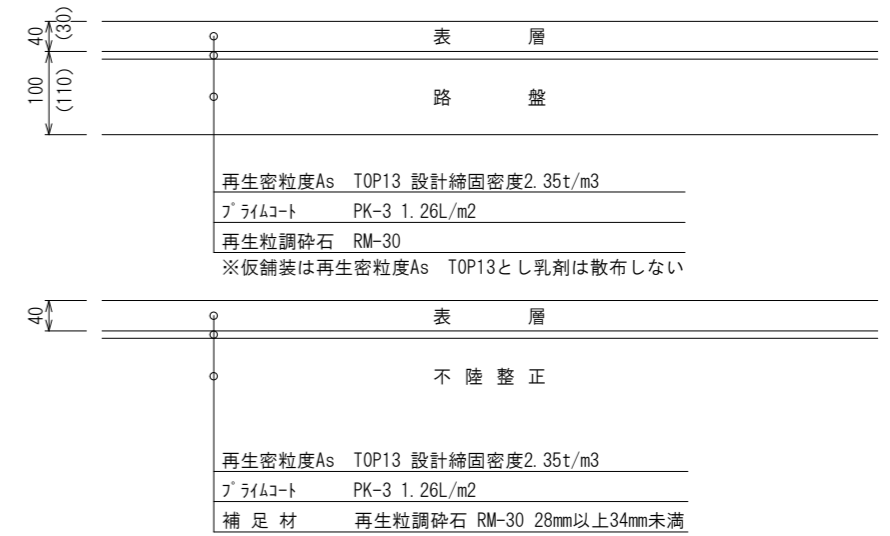 40
(30)
表 層
100
(110)
路 盤
再生密粒度As TOP13 設計締固密度2.35t/m3
ﾌﾟﾗｲﾑｺｰﾄ PK-3 1.26L/m2
再生粒調砕石 RM-30
※仮舗装は再生密粒度As TOP13とし乳剤は散布しない
40
表 層
不 陸 整 正
再生密粒度As TOP13 設計締固密度2.35t/m3
ﾌﾟﾗｲﾑｺｰﾄ PK-3 1.26L/m2
補 足 材 再生粒調砕石 RM-30 28mm以上34mm未満